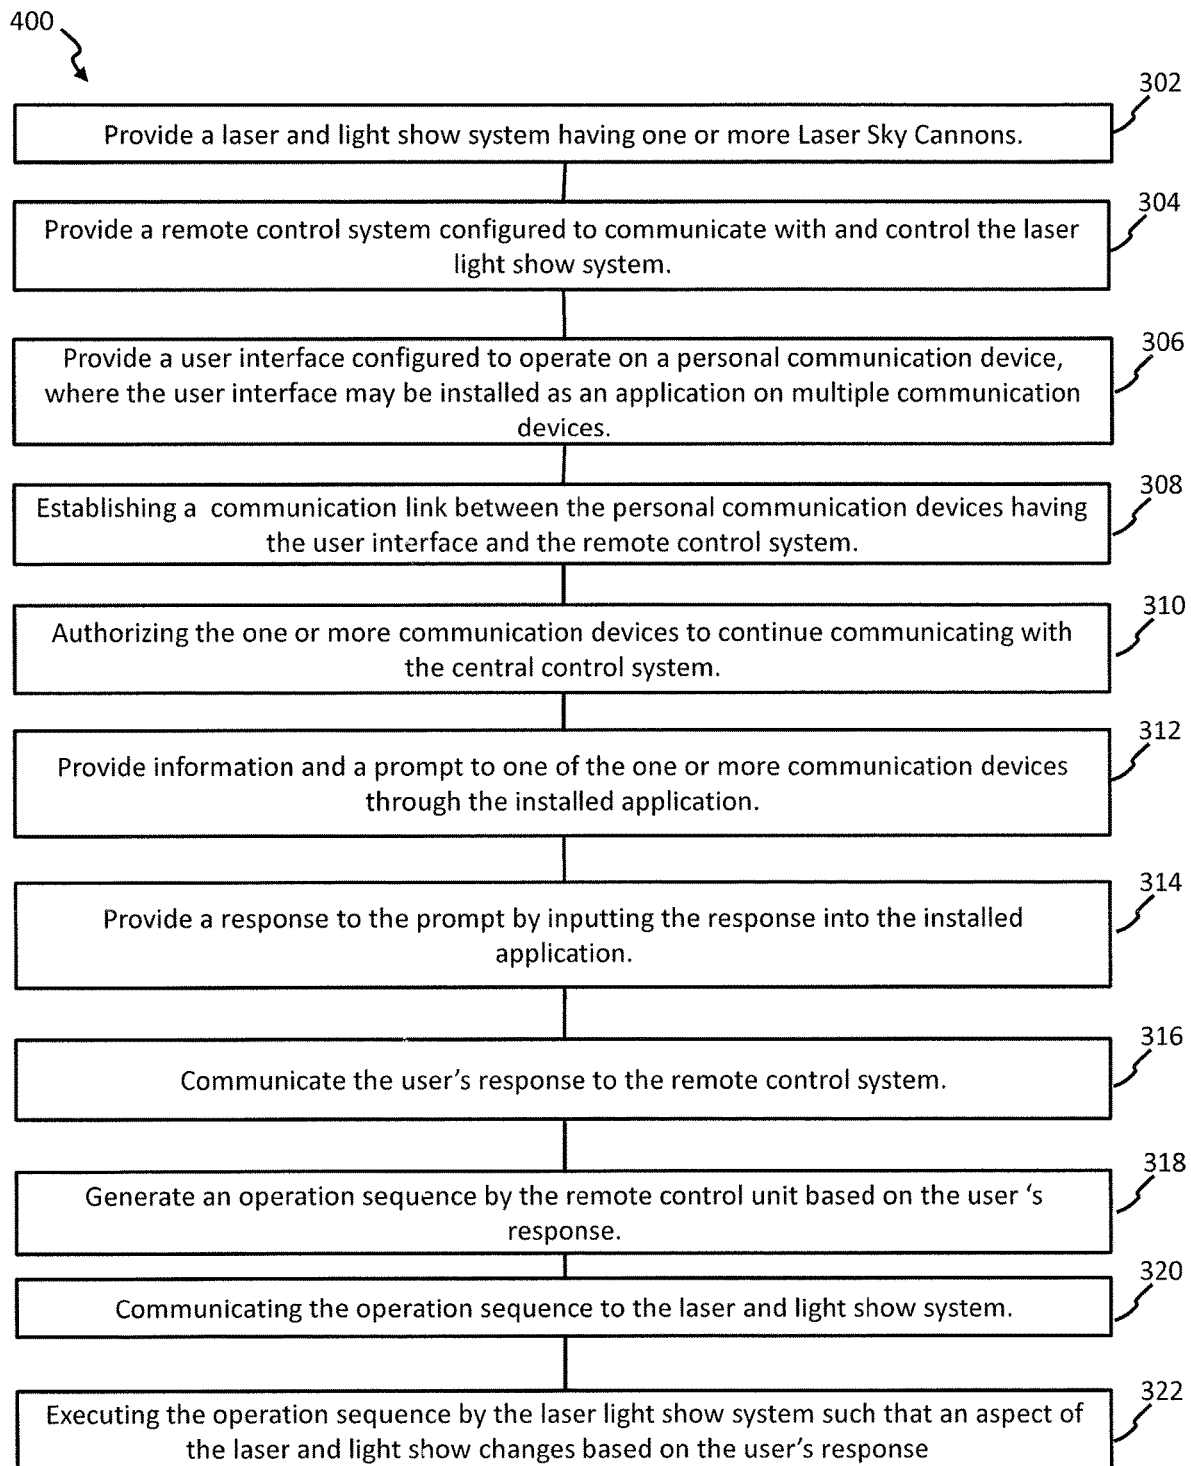 400
302
Provide a laser and light show system having one or more Laser Sky Cannons.
304
Provide a remote control system configured to communicate with and control the laser
light show system.
306
Provide a user interface configured to operate on a personal communication device,
where the user interface may be installed as an application on multiple communication
devices.
308
Establishing a communication link between the personal communication devices having
the user interface and the remote control system.
310
Authorizing the one or more communication devices to continue communicating with
the central control system.
312
Provide information and a prompt to one of the one or more communication devices
through the installed application.
314
Provide a response to the prompt by inputting the response into the installed
application.
316
Communicate the user's response to the remote control system.
318
Generate an operation sequence by the remote control unit based on the user ‘s
response.
320
Communicating the operation sequence to the laser and light show system.
322
Executing the operation sequence by the laser light show system such that an aspect of
the laser and light show changes based on the user's response